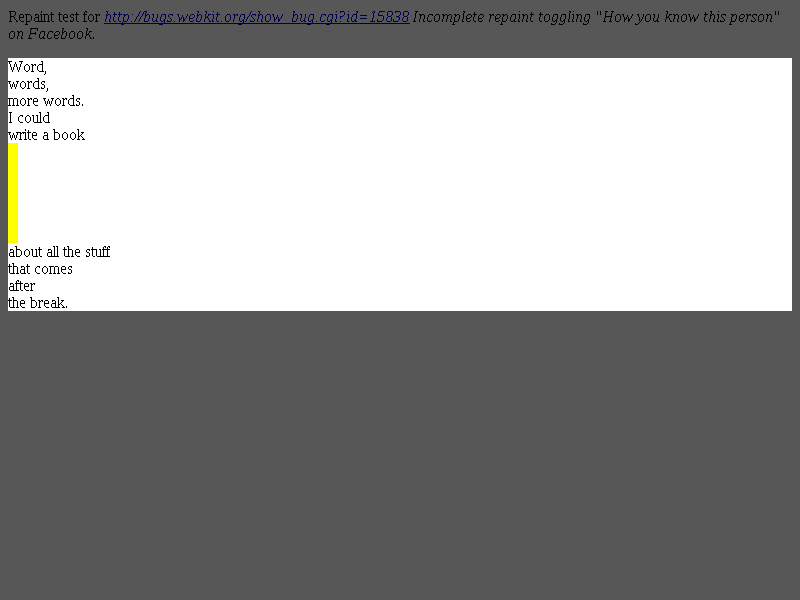 Repaint test for http://bugs.webkit.org/show_bug.cgi?id=15838 Incomplete repaint toggling "How you know this person"
on Facebook.
Word,
words,
more words.
I could
write a book
about all the stuff
that comes
after
the break.